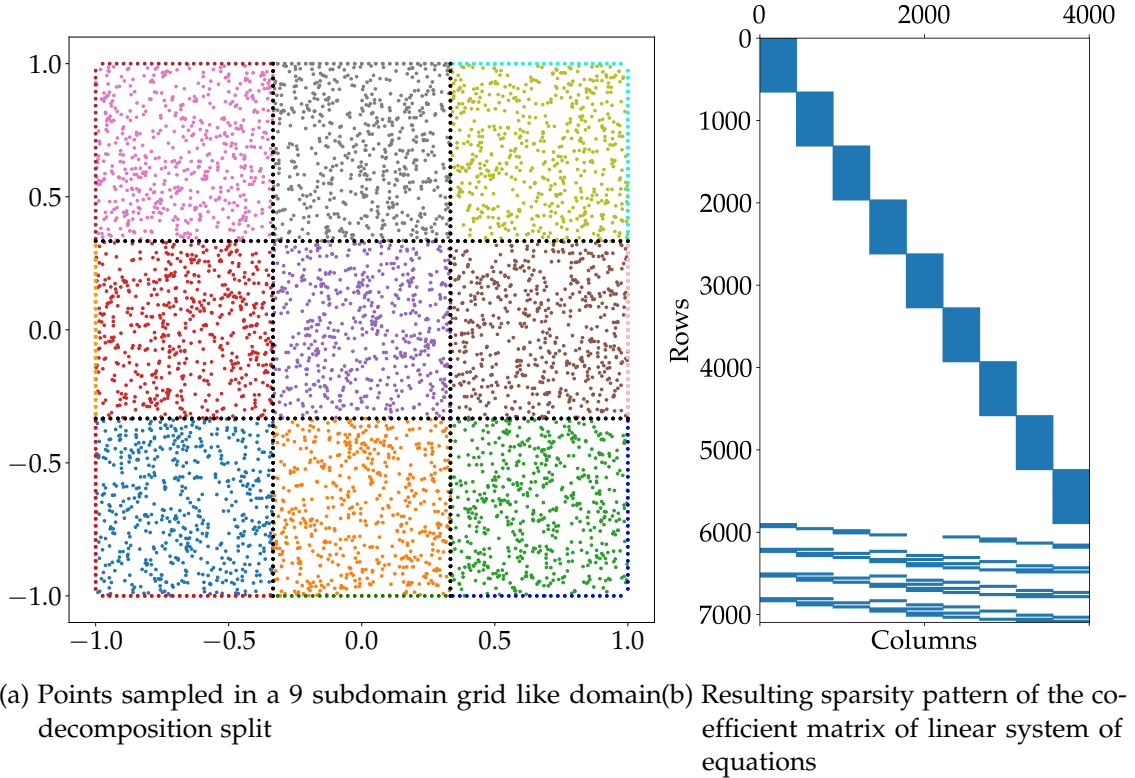 1.0
0.5
0.0
−0.5
−1.0
−1.0 −0.5 0.0 0.5 1.0
0 2000 4000
0
1000
2000
3000
4000
5000
6000
7000
Rows
Columns
(a) Points sampled in a 9 subdomain grid like domain
decomposition split
(b) Resulting sparsity pattern of the co-
efficient matrix of linear system of
equations